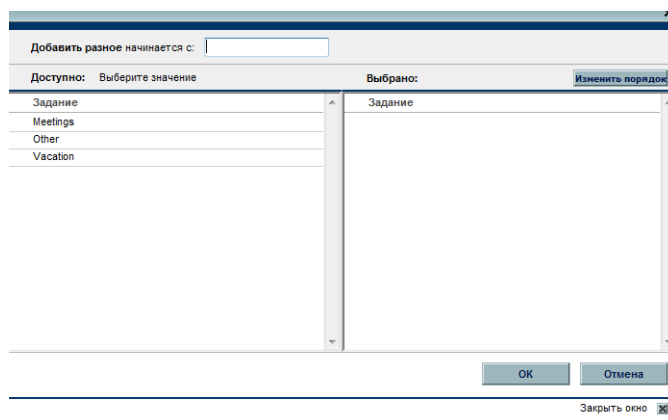 Добавить разное начинается с:
Доступно: Выберите значение Выбрано: Изменить порядок
Задание Задание
Meetings
Other
Vacation
OK Отмена
Закрыть окно